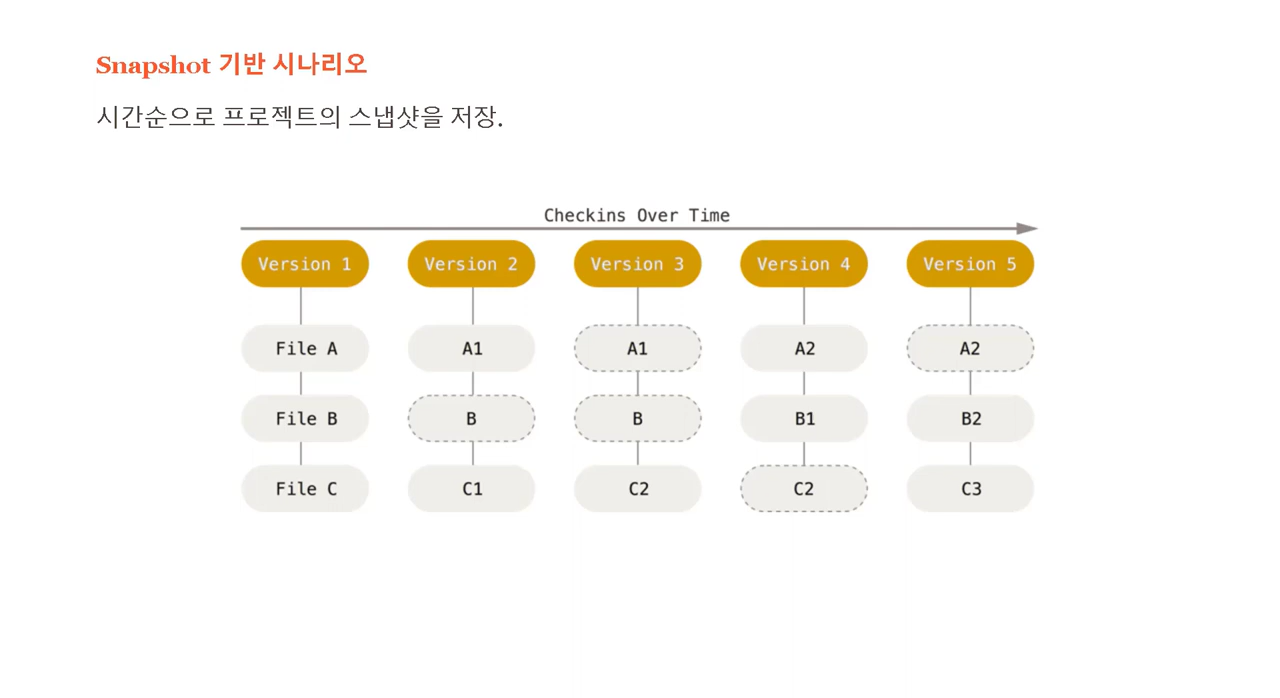 Snapshot 기반 시나리오
시간순으로 프로젝트의 스냅샷을 저장.
Checkins Over Time
Version 1 Version 2 Version 3 Version 4 Version 5
File A A1 A1 A2 A2
File B B B B1 B2
File C C1 C2 C2 C3